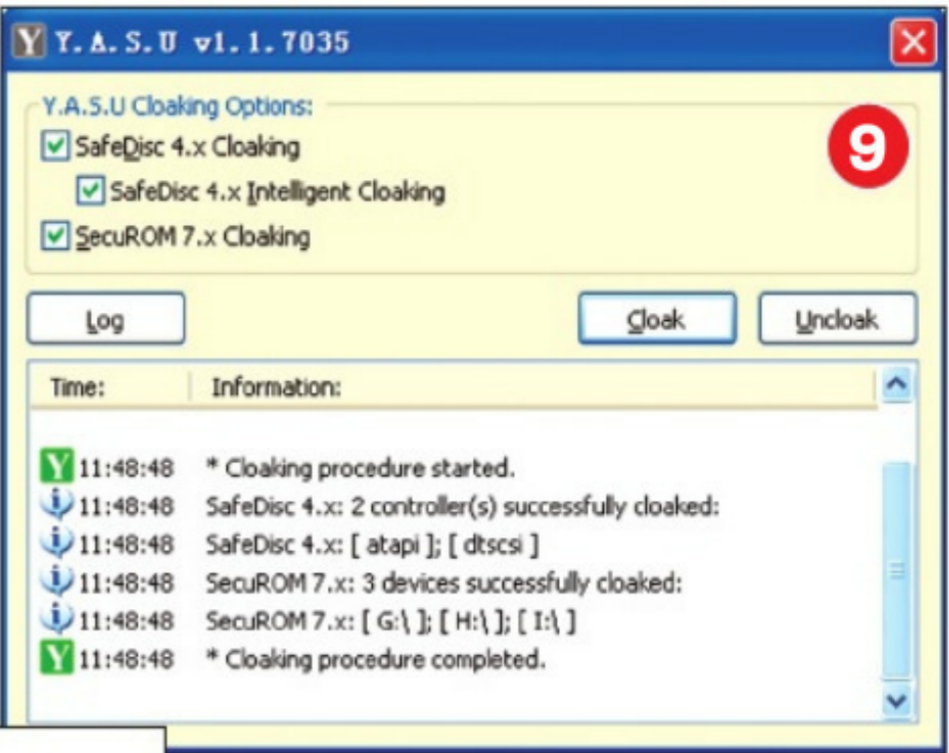 Y Y.A.S.U v1.1.7035
Y.A.S.U Cloaking Options:
9
SafeDisc 4.x Cloaking
SafeDisc 4.x Intelligent Cloaking
SecuROM 7.x Cloaking
Log Cloak Uncloak
Time: Information:
Y 11:48:48 * Cloaking procedure started.
i 11:48:48 SafeDisc 4.x: 2 controller(s) successfully cloaked:
i 11:48:48 SafeDisc 4.x: [ atapi ]; [ dtscsi ]
i 11:48:48 SecuROM 7.x: 3 devices successfully cloaked:
i 11:48:48 SecuROM 7.x: [ G:\ ]; [ H:\ ]; [ I:\ ]
Y 11:48:48 * Cloaking procedure completed.